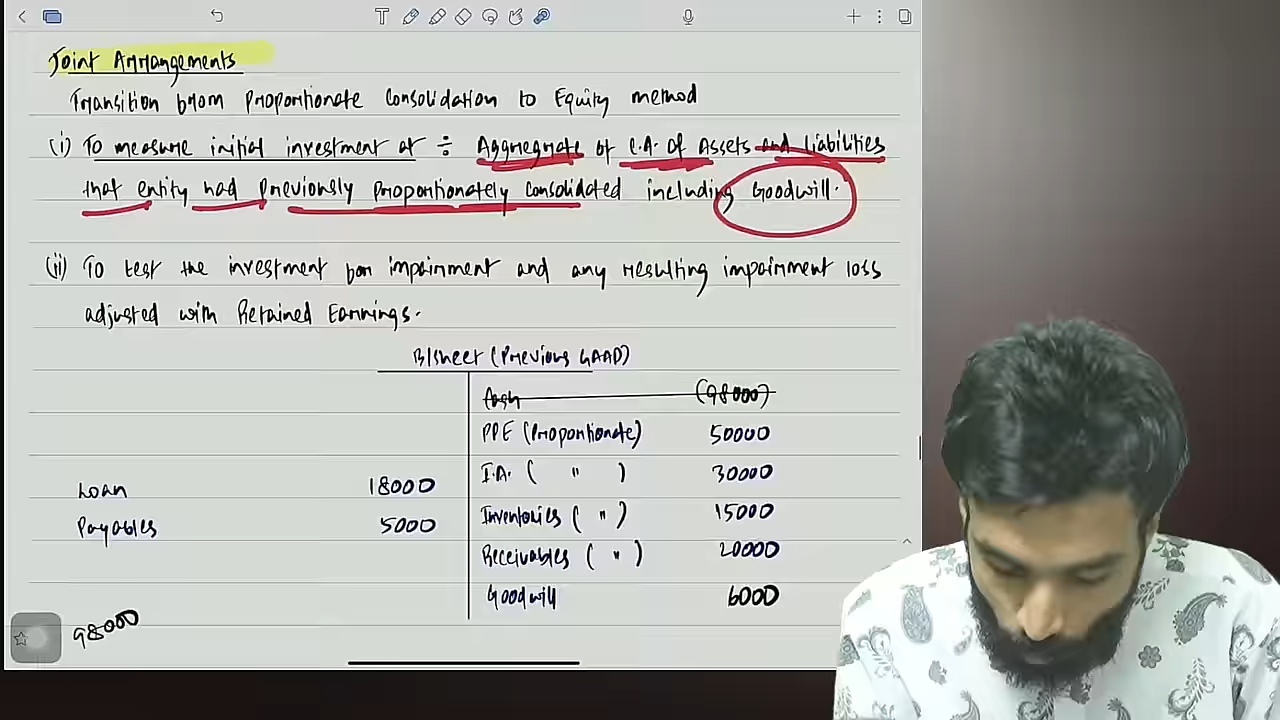 Joint Arrangements
Transition from Proportionate Consolidation to Equity method
(i) To measure initial investment at ÷ Aggregate of C.A. Of Assets and liabilities
that entity had previously proportionately consolidated including Goodwill.
(ii) To test the investment for impairment and any resulting impairment loss
adjusted with Retained Earnings.
B/sheet (Previous GAAP)
Cash (98000)
PPE (Proportionate) 50000
I.A. ( " ) 30000
Loan 18000
Inventories ( " ) 15000
Payables 5000
Receivables ( " ) 20000
Goodwill 6000
98000